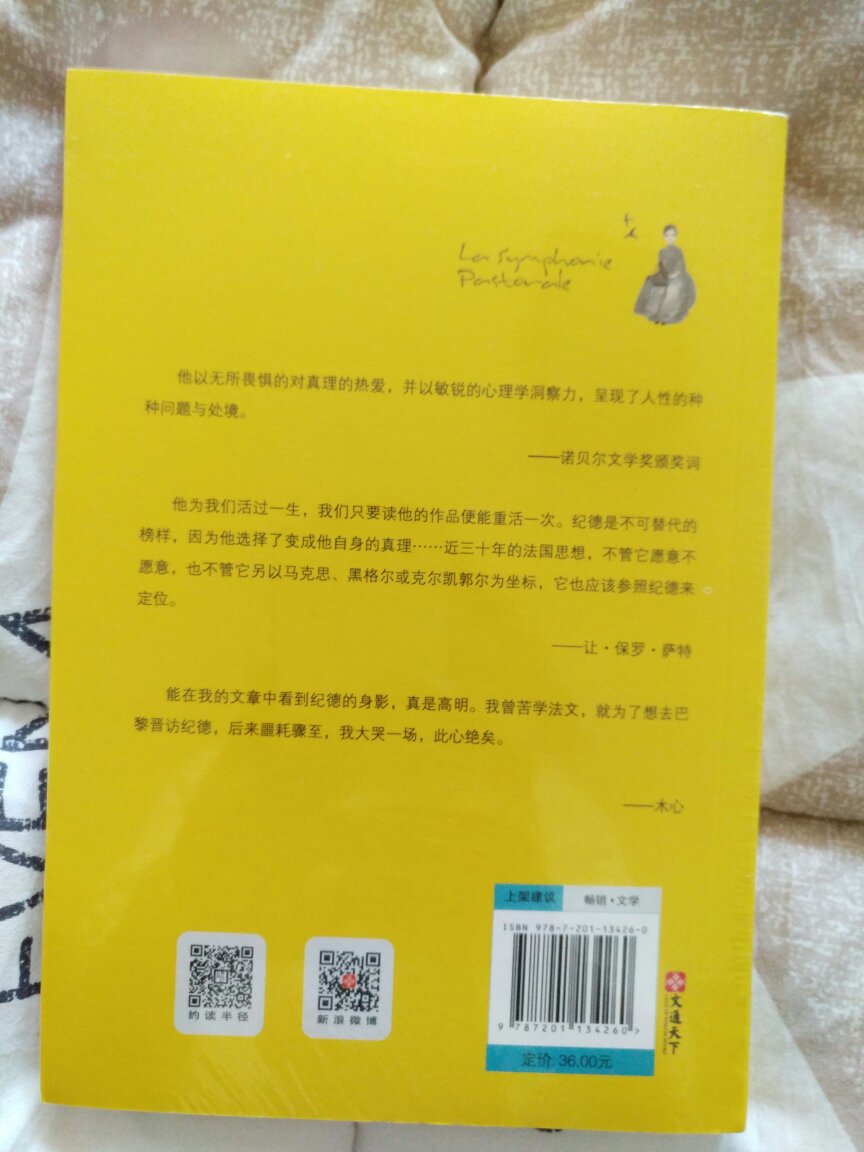 La Symphonie
Pastorale
他以无所畏惧的对真理的热爱，并以敏锐的心理学洞察力，呈现了人性的种
种问题与处境。
——诺贝尔文学奖颁奖词
他为我们活过一生，我们只要读他的作品便能重活一次。纪德是不可替代的
榜样，因为他选择了变成他自身的真理……近三十年的法国思想，不管它愿意不
愿意，也不管它另以马克思、黑格尔或克尔凯郭尔为坐标，它也应该参照纪德来
定位。
——让·保罗·萨特
能在我的文章中看到纪德的身影，真是高明。我曾苦学法文，就为了想去巴
黎晋访纪德，后来噩耗骤至，我大哭一场，此心绝矣。
——木心
上架建议 畅销·文学
ISBN 978-7-201-13426-0
9 787201 134260>
定价: 36.00元
约读半径
新浪微博
文通天下